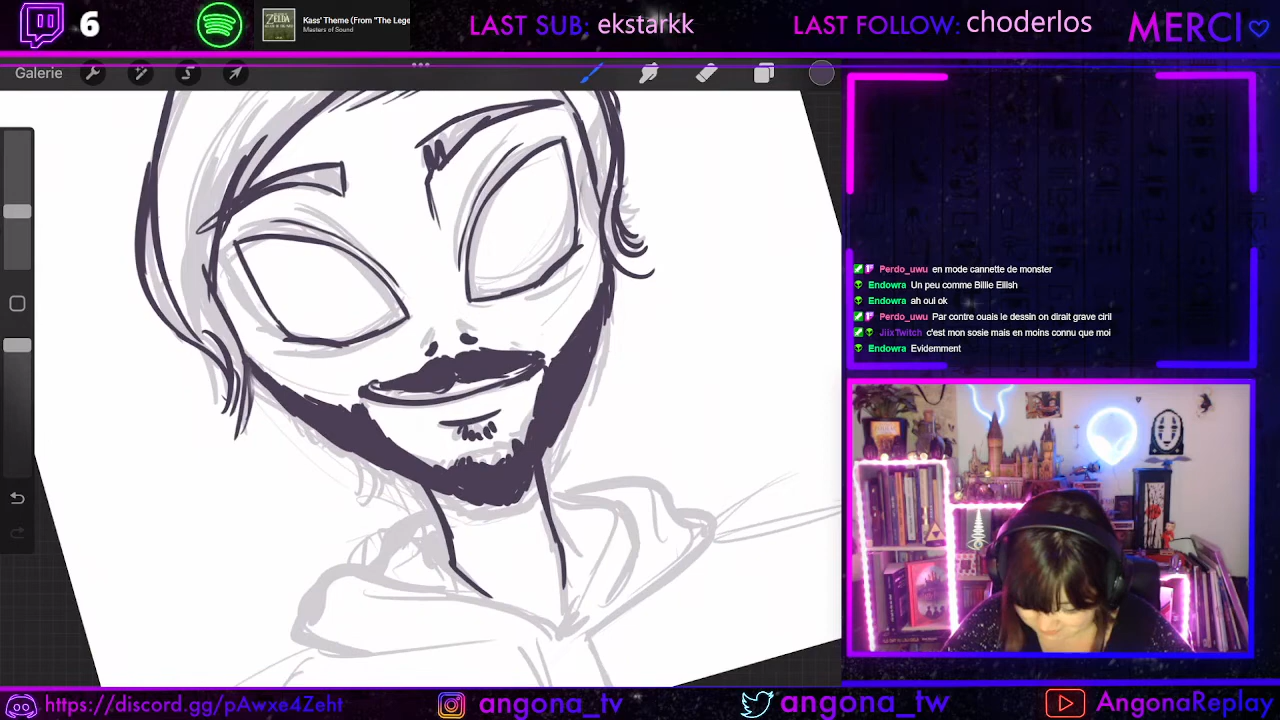 6
Kass' Theme (From "The Lege
Masters of Sound
LAST SUB: ekstarkk
LAST FOLLOW: choderlos
MERCI
Galerie
Perdo_uwu en mode cannette de monster
Endowra Un peu comme Billie Eilish
Endowra ah oui ok
Perdo_uwu Par contre ouais le dessin on dirait grave ciril
JiixTwitch c'est mon sosie mais en moins connu que moi
Endowra Evidemment
https://discord.gg/pAwxe4Zeht
angona_tv
angona_tw
AngonaReplay